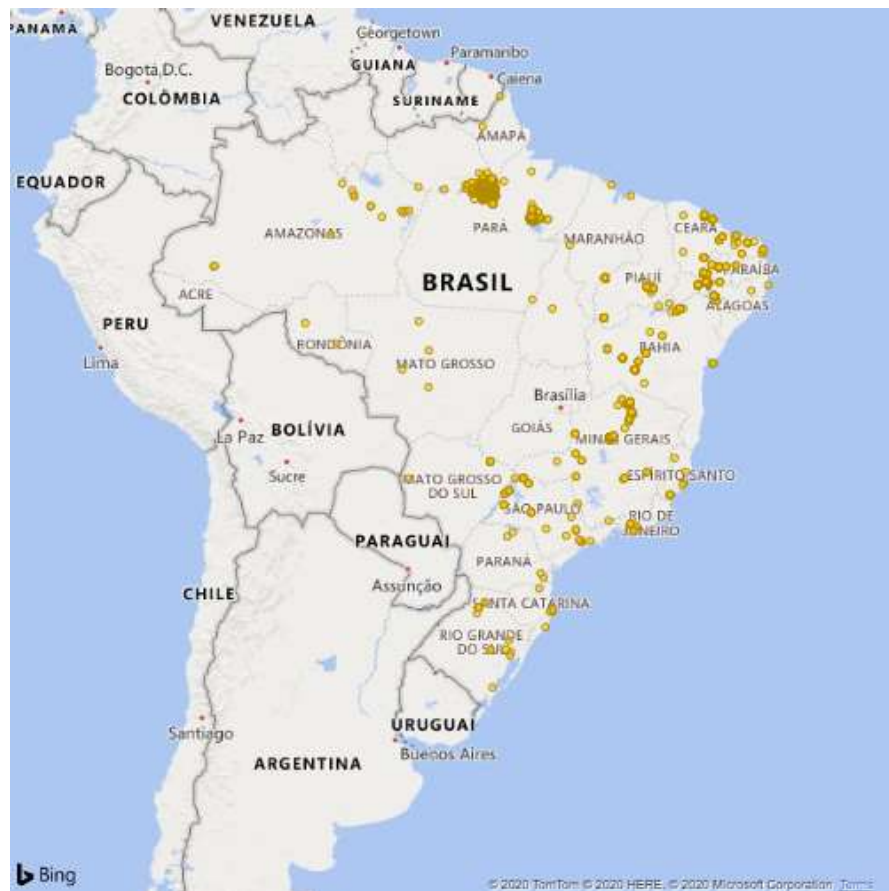 VENEZUELA
PANAMÁ
Georgetown
Paramaribo
GUIANA
Bogotá, D.C.
Caiena
COLÔMBIA
SURINAME
AMAPÁ
EQUADOR
PARÁ
CEARÁ
AMAZONAS
MARANHÃO
PARAÍBA
BRASIL
PIAUÍ
ACRE
ALAGOAS
PERU
RONDÔNIA
BAHIA
Lima
MATO GROSSO
Brasília
La Paz
BOLÍVIA
GOIÁS
MINAS GERAIS
Sucre
MATO GROSSO
DO SUL
ESPÍRITO SANTO
SÃO PAULO
RIO DE
JANEIRO
PARAGUAI
PARANÁ
Assunção
CHILE
SANTA CATARINA
RIO GRANDE
DO SUL
URUGUAI
Santiago
Buenos Aires
ARGENTINA
Bing
© 2020 TomTom © 2020 HERE, © 2020 Microsoft Corporation Terms